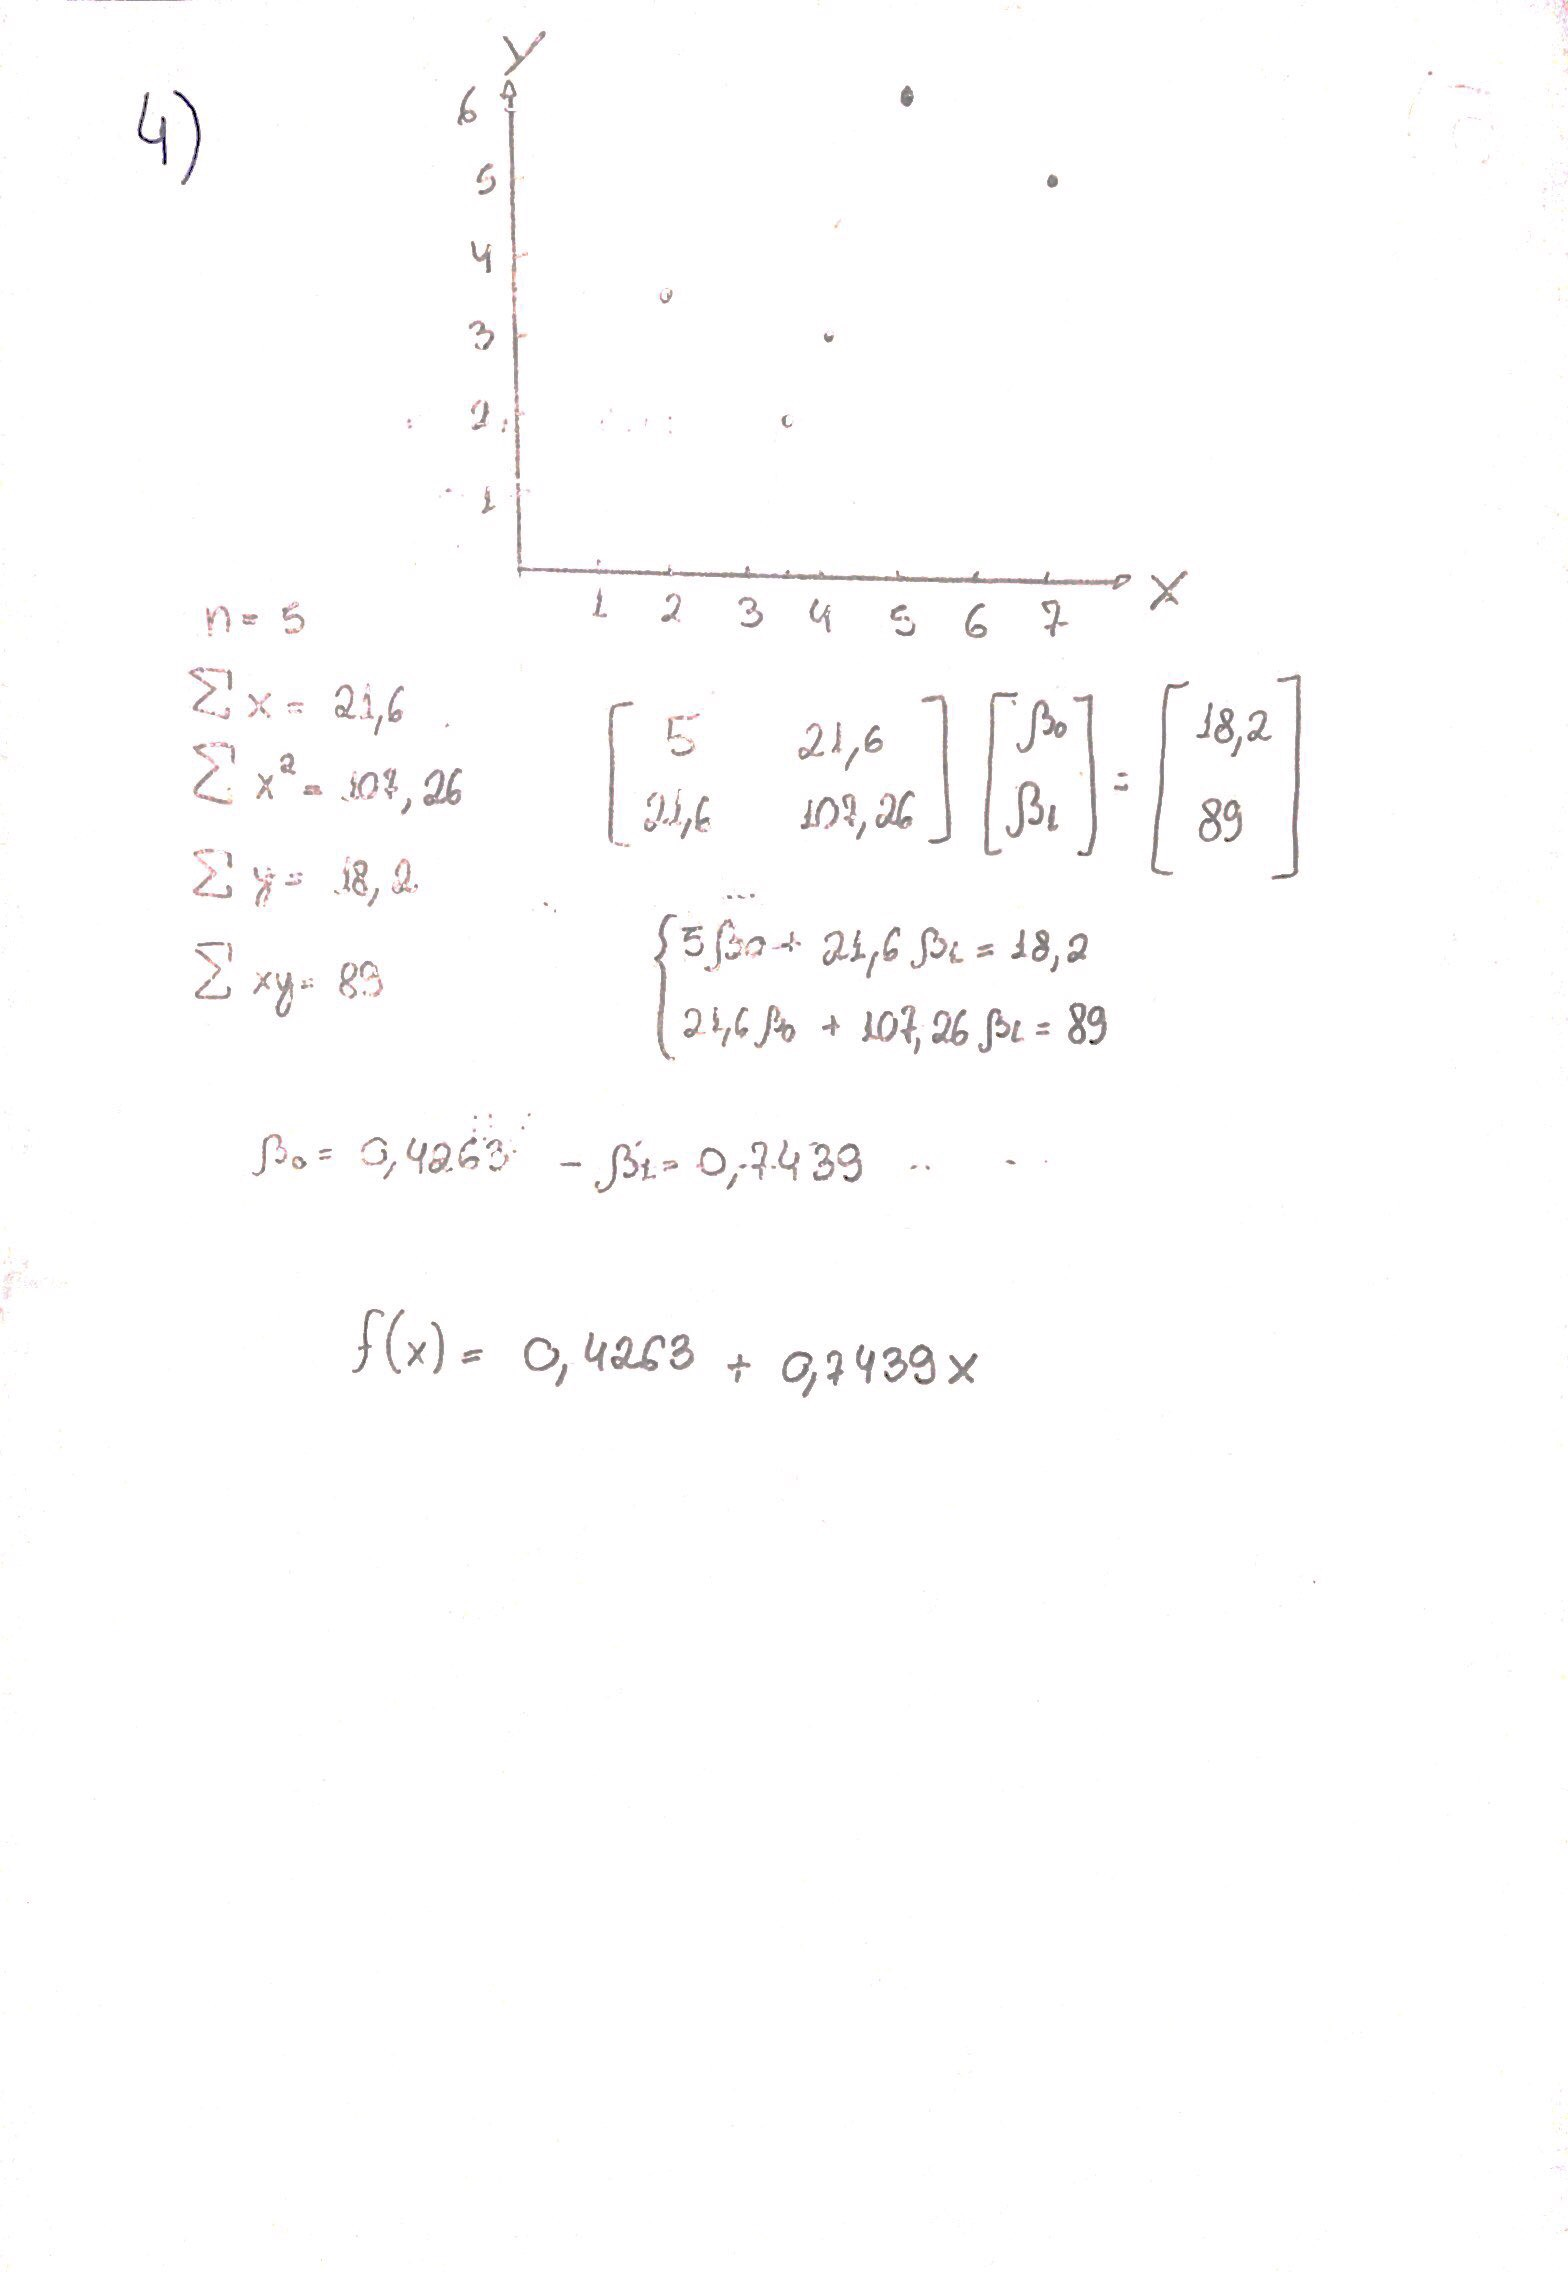 4)
Y
6
5
4
3
2
1
1 2 3 4 5 6 7 X
n = 5
∑ x = 21,6
∑ x² = 107,26
∑ y = 18,2
∑ xy = 89
[ 5 21,6 ] [ β₀ ] = [ 18,2 ]
[ 21,6 107,26 ] [ β₁ ] [ 89 ]
{ 5β₀ + 21,6 β₁ = 18,2
{ 21,6 β₀ + 107,26 β₁ = 89
β₀ = 0,4263 - β₁ = 0,7439
f(x) = 0,4263 + 0,7439 x